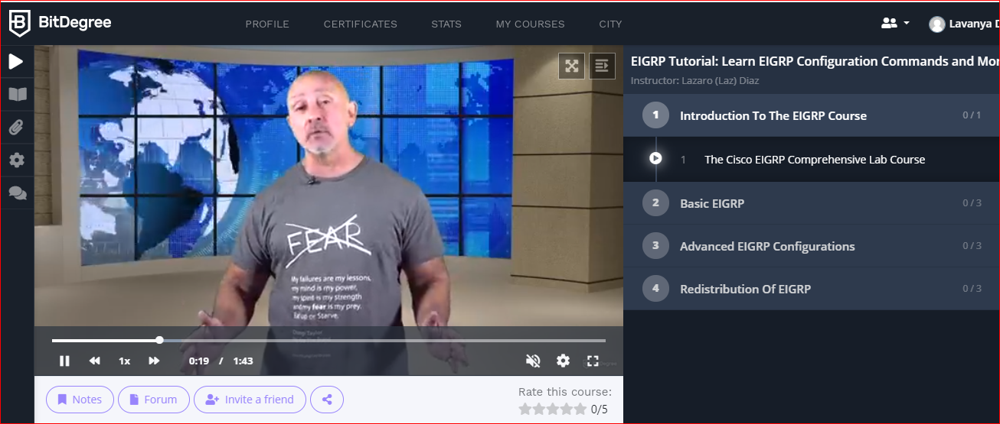 BitDegree
PROFILE
CERTIFICATES
STATS
MY COURSES
CITY
Lavanya D
EIGRP Tutorial: Learn EIGRP Configuration Commands and Mor
Instructor: Lazaro (Laz) Diaz
1 Introduction To The EIGRP Course 0 / 1
1 The Cisco EIGRP Comprehensive Lab Course
2 Basic EIGRP 0 / 3
3 Advanced EIGRP Configurations 0 / 3
4 Redistribution Of EIGRP 0 / 3
FEAR
My failures are my lessons,
my mind is my power,
my spirit is my strength
and my fear is my prey.
or Starve.
1x
0:19 / 1:43
Notes
Forum
Invite a friend
Rate this course:
0/5